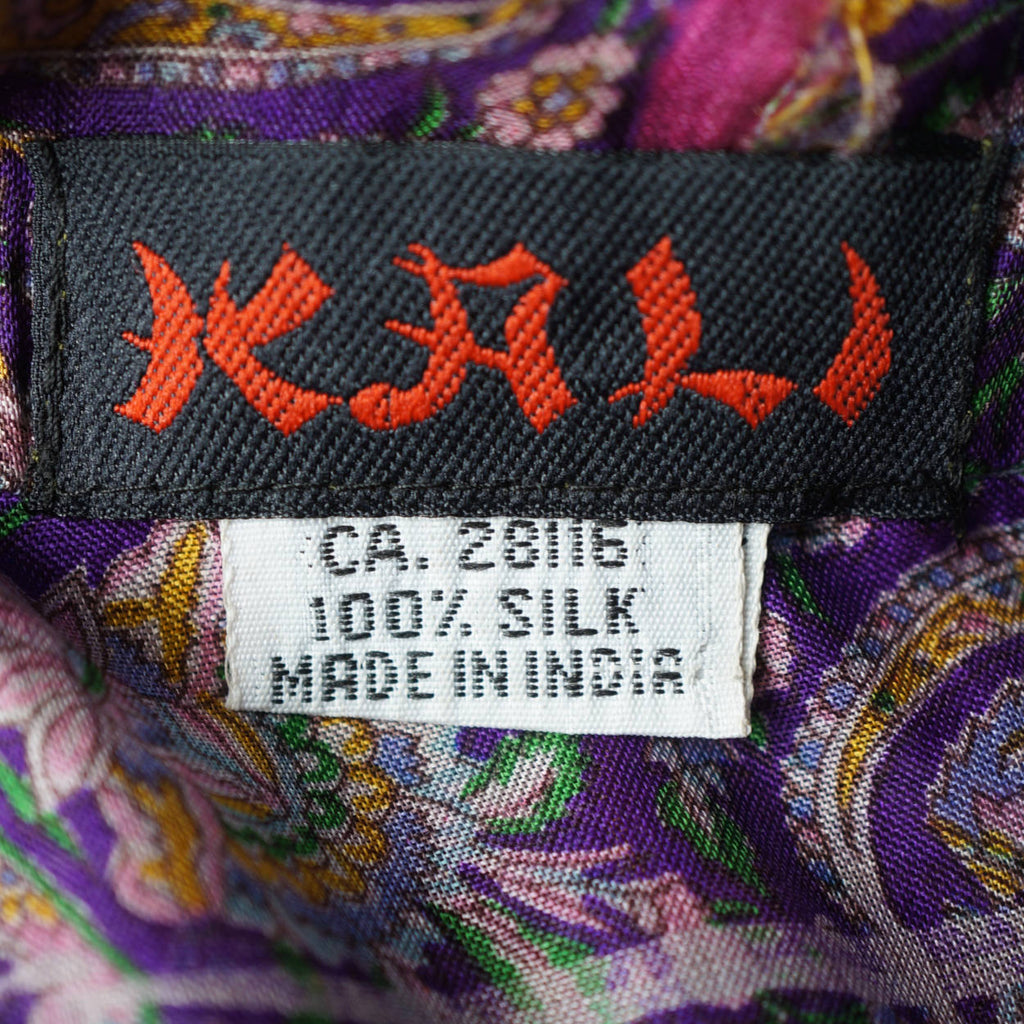 KALI
CA. 28116
100% SILK
MADE IN INDIA